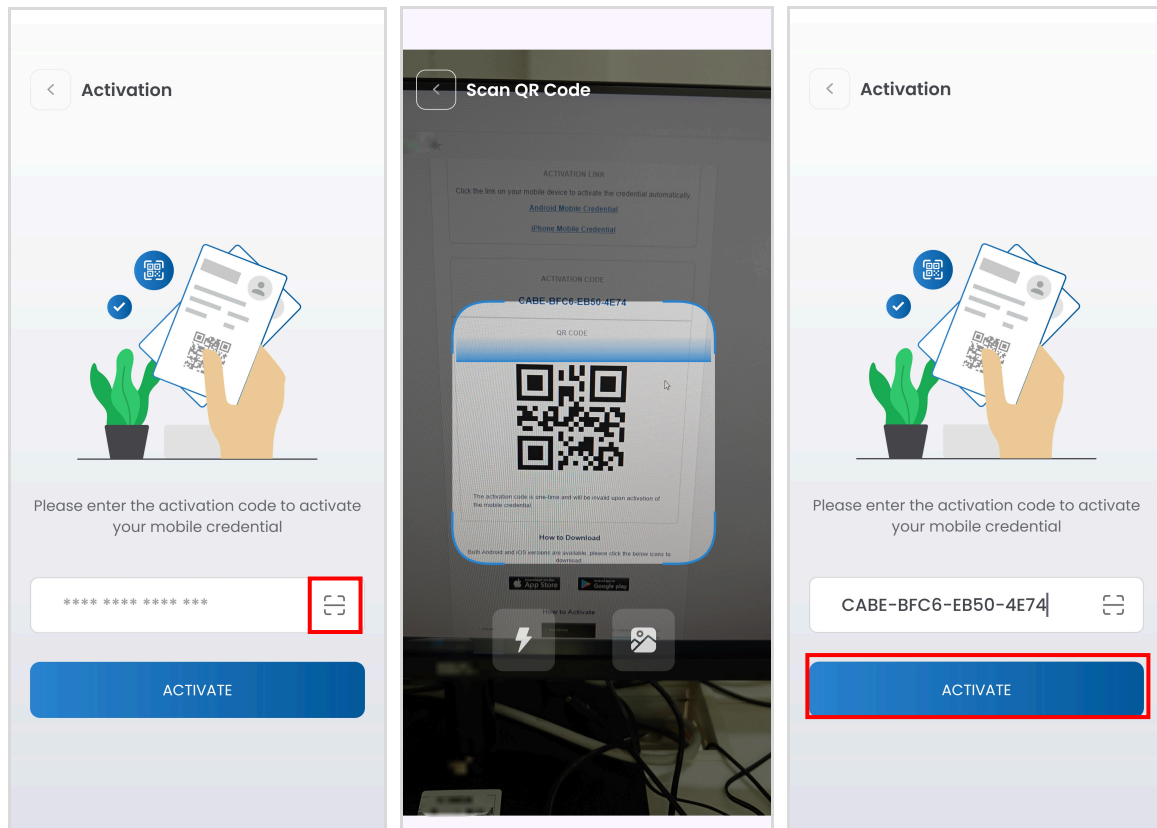 Activation
Please enter the activation code to activate
your mobile credential
**** **** **** ***
ACTIVATE
Scan QR Code
ACTIVATION LINK
Click the link on your mobile device to activate the credential automatically.
Android Mobile Credential
iPhone Mobile Credential
ACTIVATION CODE
CABE-BFC6-EB50-4E74
QR CODE
The activation code is one-time and will be invalid upon activation of
the mobile credential.
How to Download
Both Android and iOS versions are available, please click the below icons to
download.
App Store
Google play
How to Activate
Activation
Please enter the activation code to activate
your mobile credential
CABE-BFC6-EB50-4E74
ACTIVATE